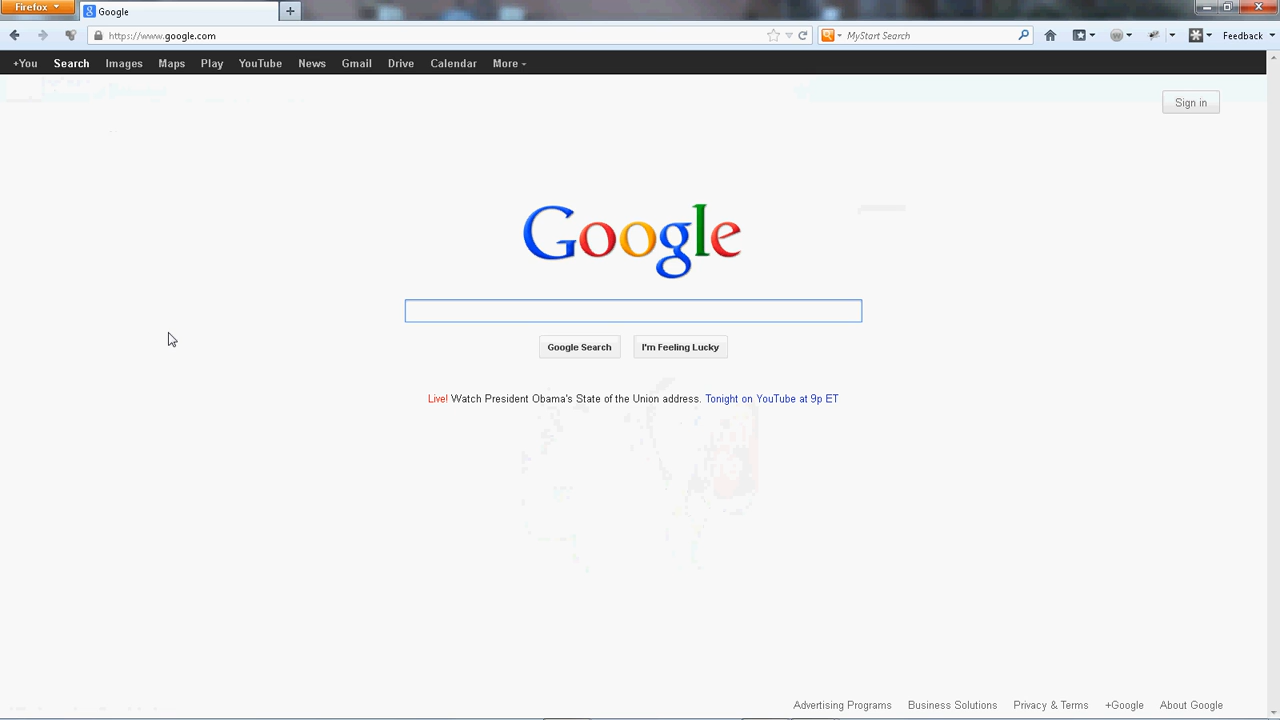 Firefox
Google
https://www.google.com
MyStart Search
Feedback
+You Search Images Maps Play YouTube News Gmail Drive Calendar More
Sign in
Google
Google Search I'm Feeling Lucky
Live! Watch President Obama's State of the Union address. Tonight on YouTube at 9p ET
Advertising Programs Business Solutions Privacy & Terms +Google About Google